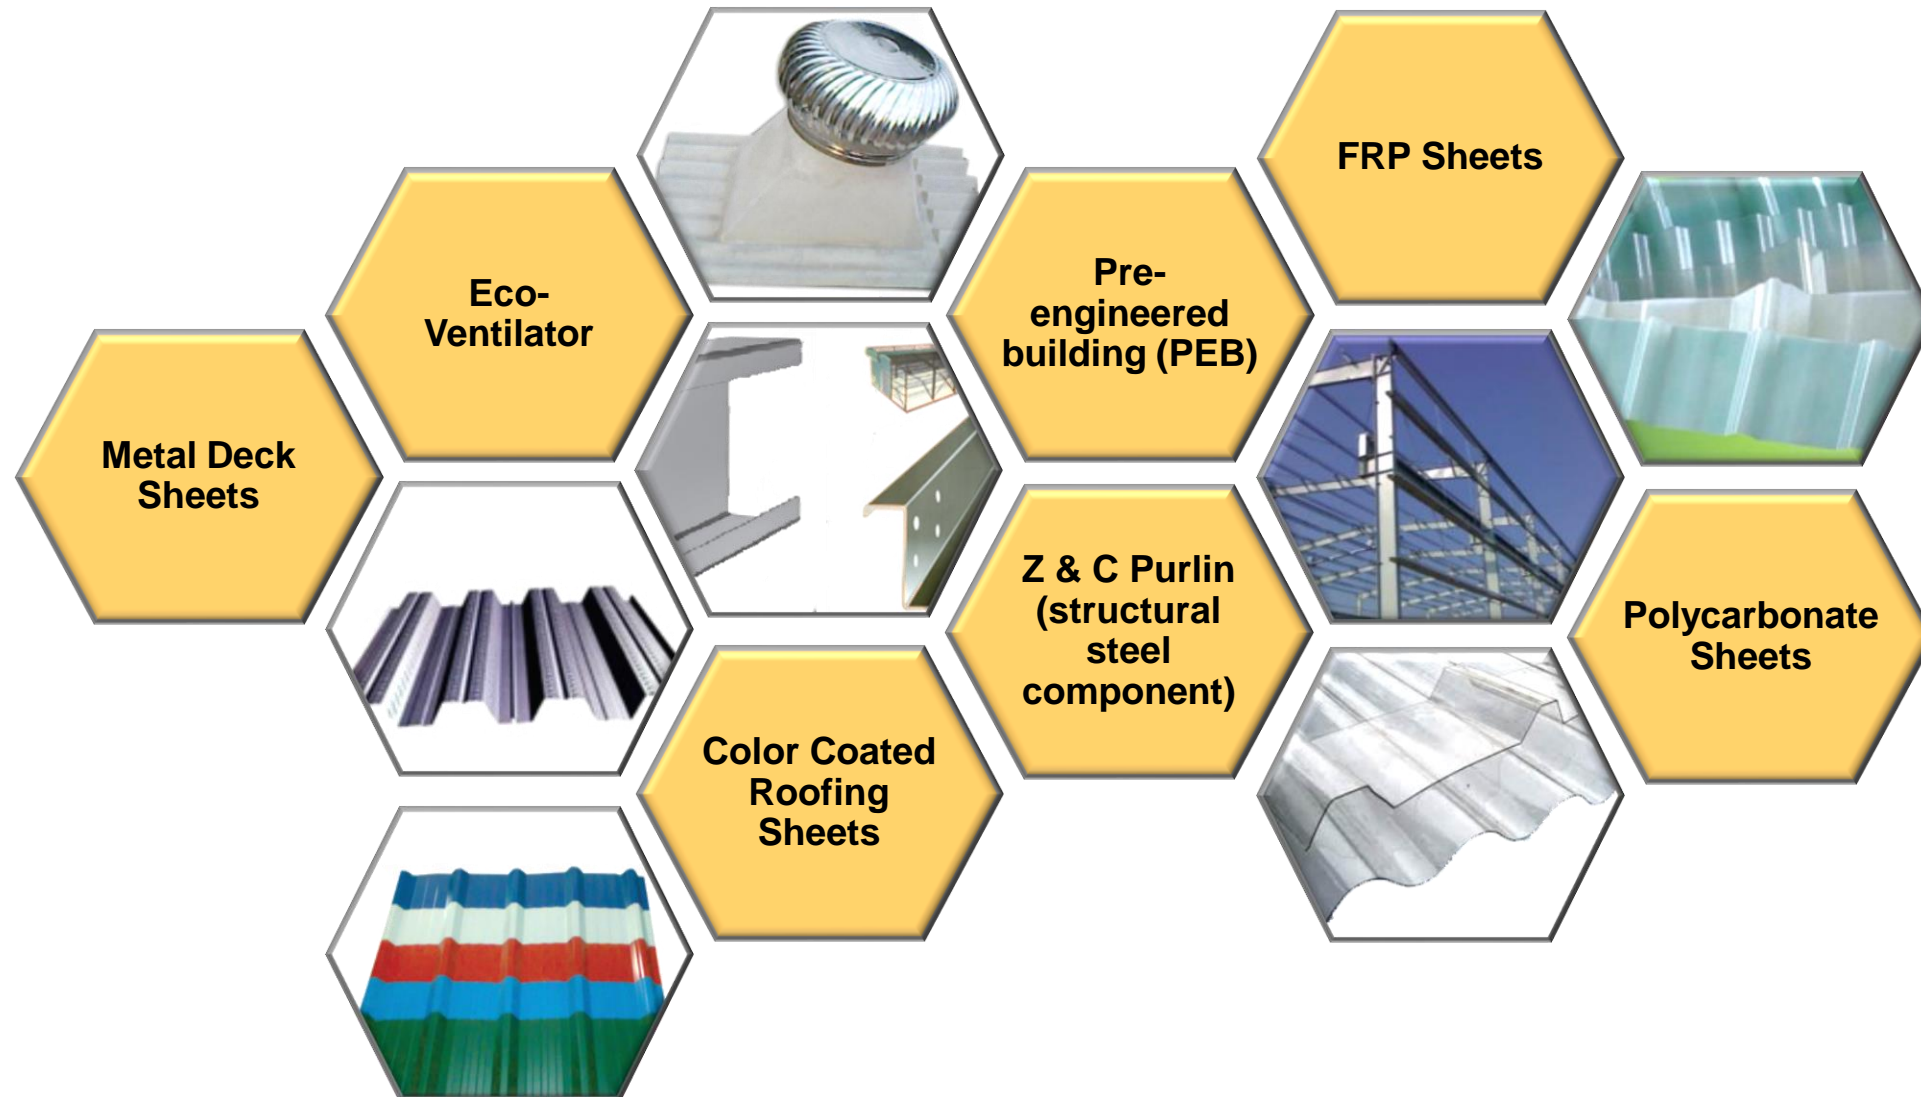 FRP Sheets
Eco-
Ventilator
Pre-
engineered
building (PEB)
Metal Deck
Sheets
Z & C Purlin
(structural
steel
component)
Polycarbonate
Sheets
Color Coated
Roofing
Sheets